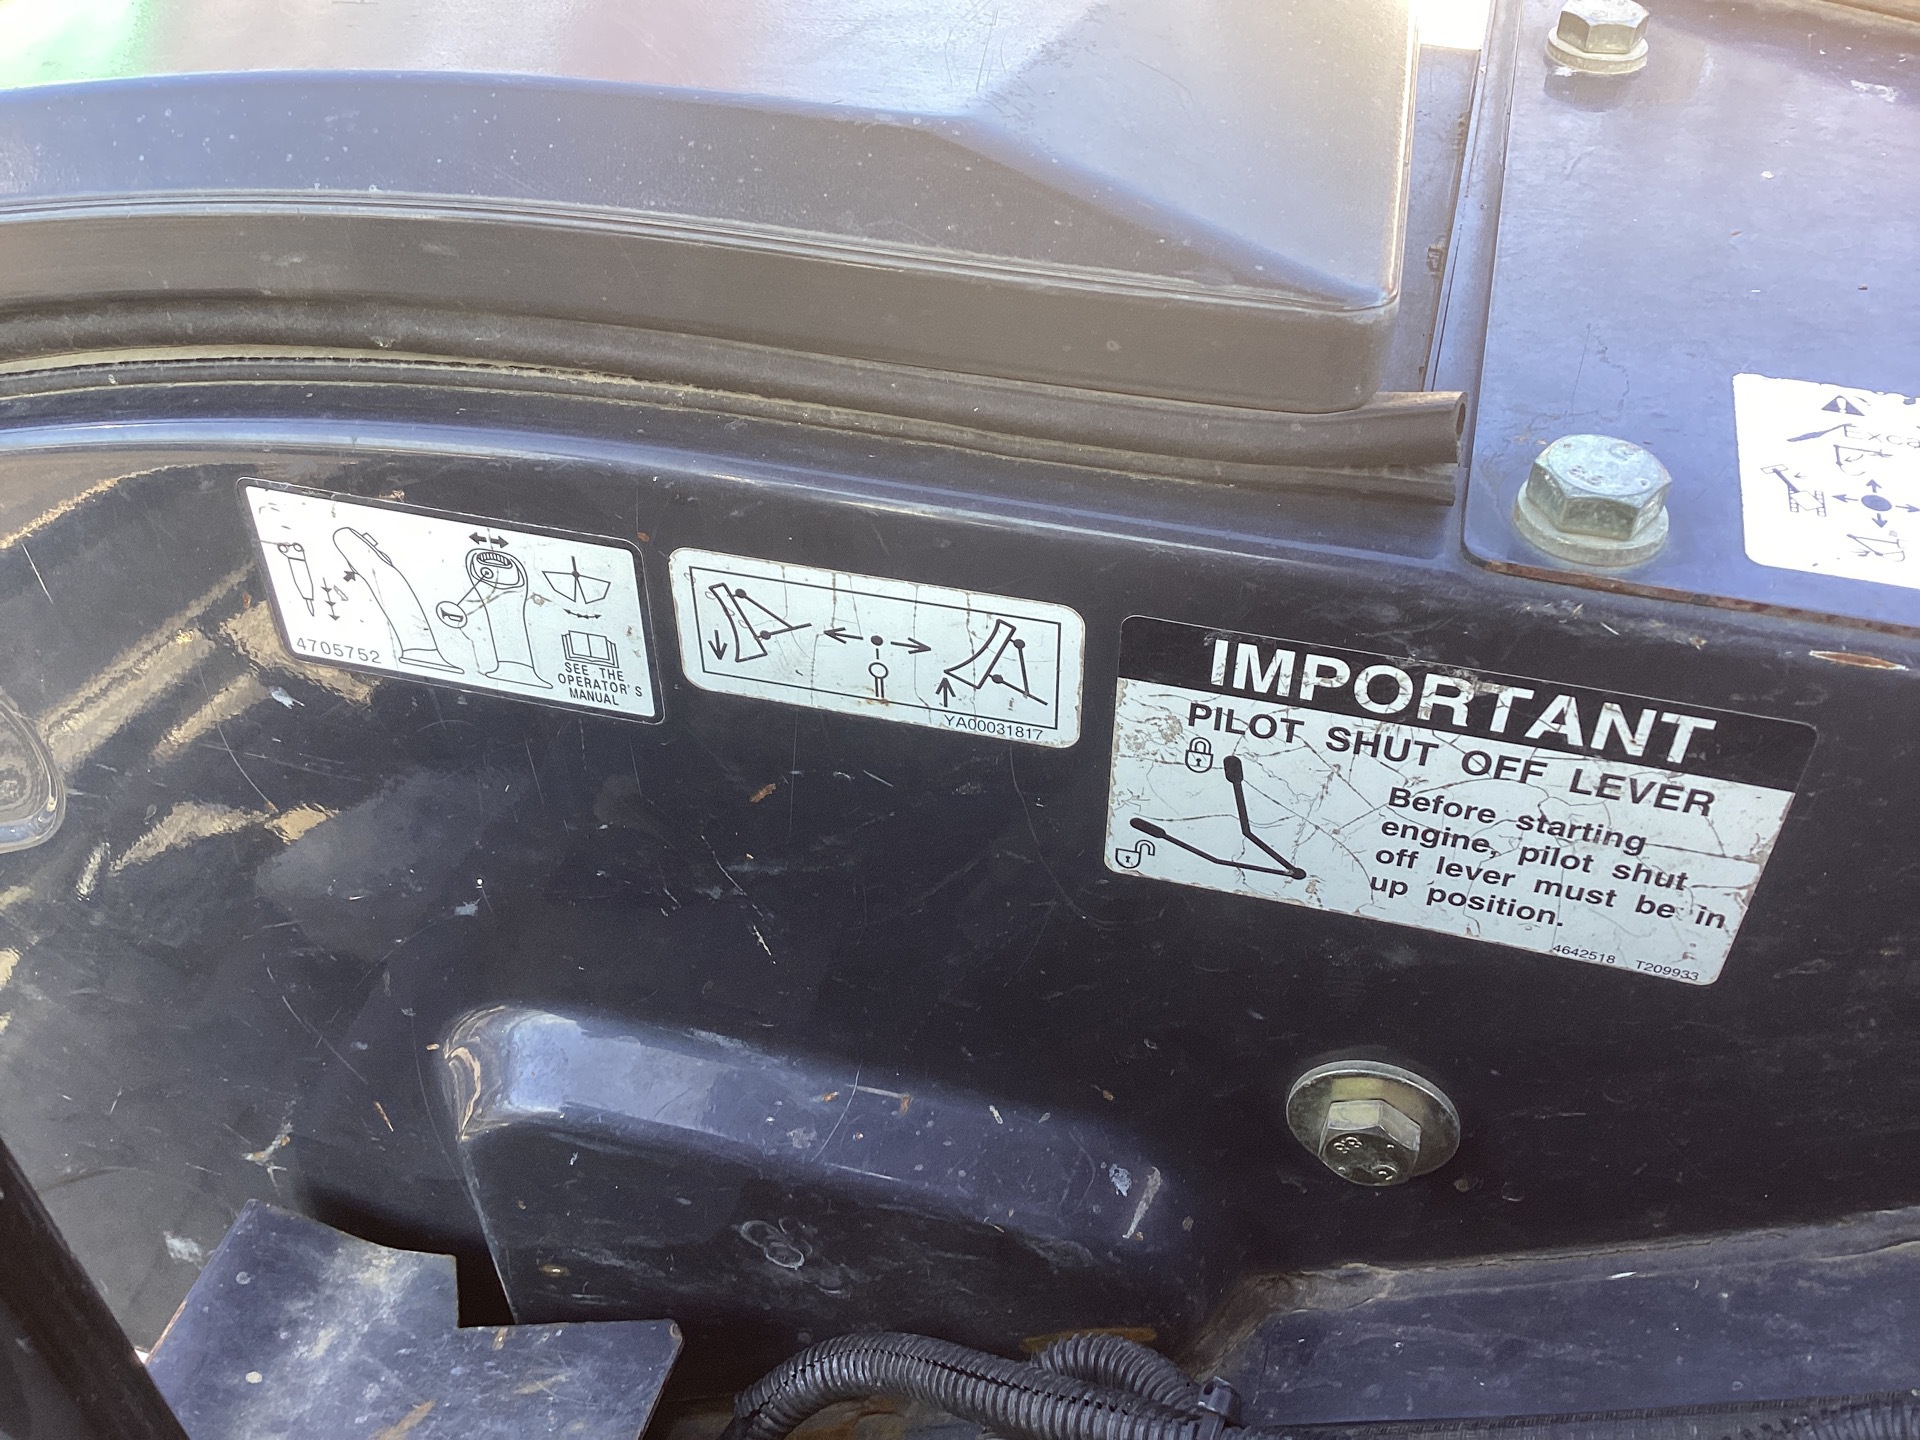 4705752
SEE THE
OPERATOR'S
MANUAL
YA00031817
IMPORTANT
PILOT SHUT OFF LEVER
Before starting
engine, pilot shut
off lever must be in
up position.
4642518 T209933